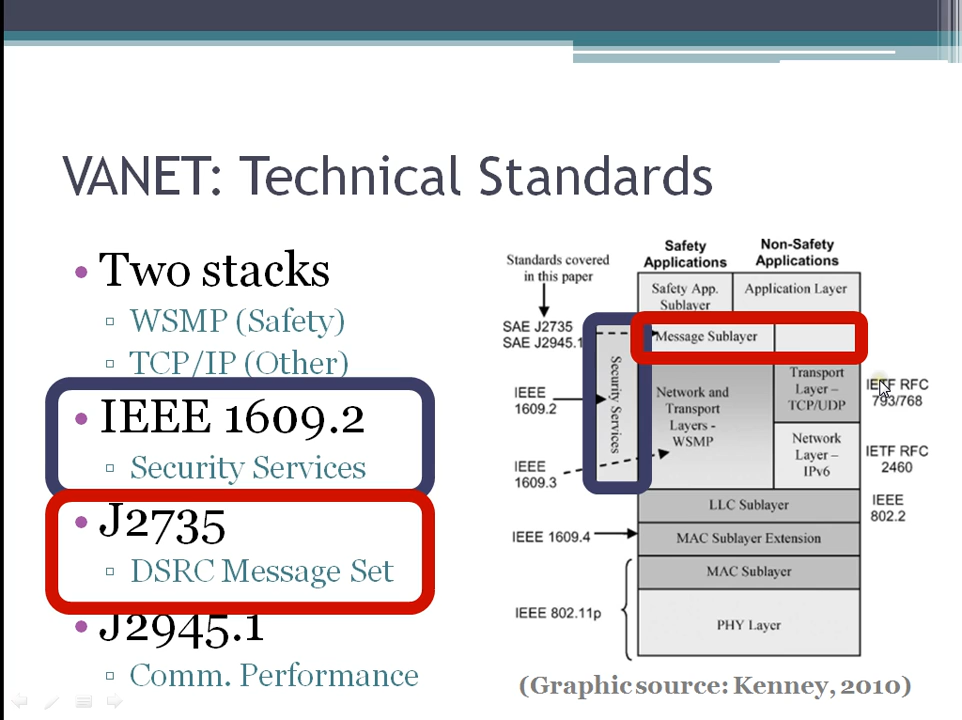 VANET: Technical Standards
• Two stacks
▫ WSMP (Safety)
▫ TCP/IP (Other)
• IEEE 1609.2
▫ Security Services
• J2735
▫ DSRC Message Set
• J2945.1
▫ Comm. Performance
Standards covered
in this paper
SAE J2735
SAE J2945.1
IEEE
1609.2
IEEE
1609.3
IEEE 1609.4
IEEE 802.11p
Safety
Applications
Non-Safety
Applications
Safety App.
Sublayer
Application Layer
Message Sublayer
Security Services
Network and
Transport
Layers -
WSMP
Transport
Layer –
TCP/UDP
Network
Layer –
IPv6
LLC Sublayer
MAC Sublayer Extension
MAC Sublayer
PHY Layer
IETF RFC
793/768
IETF RFC
2460
IEEE
802.2
(Graphic source: Kenney, 2010)